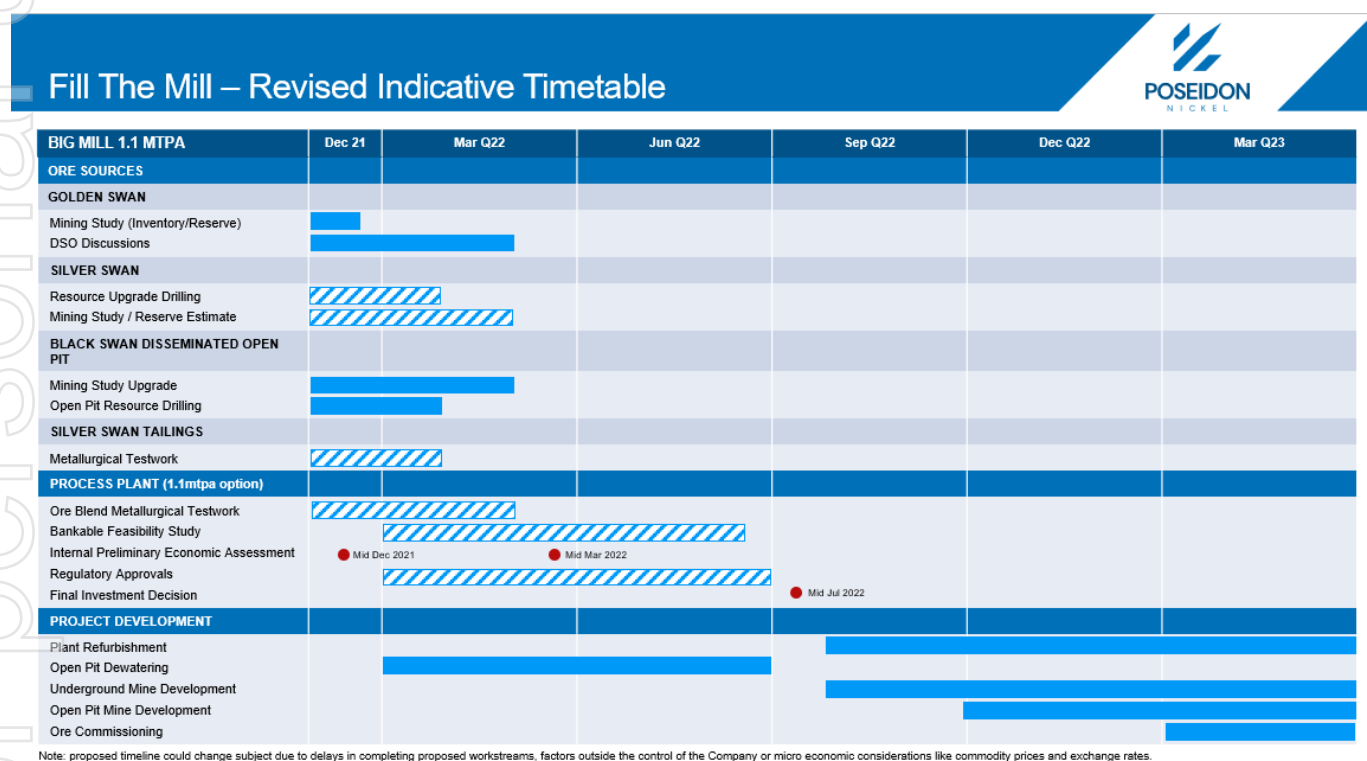 Fill The Mill – Revised Indicative Timetable
POSEIDON
NICKEL
BIG MILL 1.1 MTPA Dec 21 Mar Q22 Jun Q22 Sep Q22 Dec Q22 Mar Q23
ORE SOURCES
GOLDEN SWAN
Mining Study (Inventory/Reserve)
DSO Discussions
SILVER SWAN
Resource Upgrade Drilling
Mining Study / Reserve Estimate
BLACK SWAN DISSEMINATED OPEN
PIT
Mining Study Upgrade
Open Pit Resource Drilling
SILVER SWAN TAILINGS
Metallurgical Testwork
PROCESS PLANT (1.1mtpa option)
Ore Blend Metallurgical Testwork
Bankable Feasibility Study
Internal Preliminary Economic Assessment Mid Dec 2021 Mid Mar 2022
Regulatory Approvals
Final Investment Decision Mid Jul 2022
PROJECT DEVELOPMENT
Plant Refurbishment
Open Pit Dewatering
Underground Mine Development
Open Pit Mine Development
Ore Commissioning
Note: proposed timeline could change subject due to delays in completing proposed workstreams, factors outside the control of the Company or micro economic considerations like commodity prices and exchange rates.